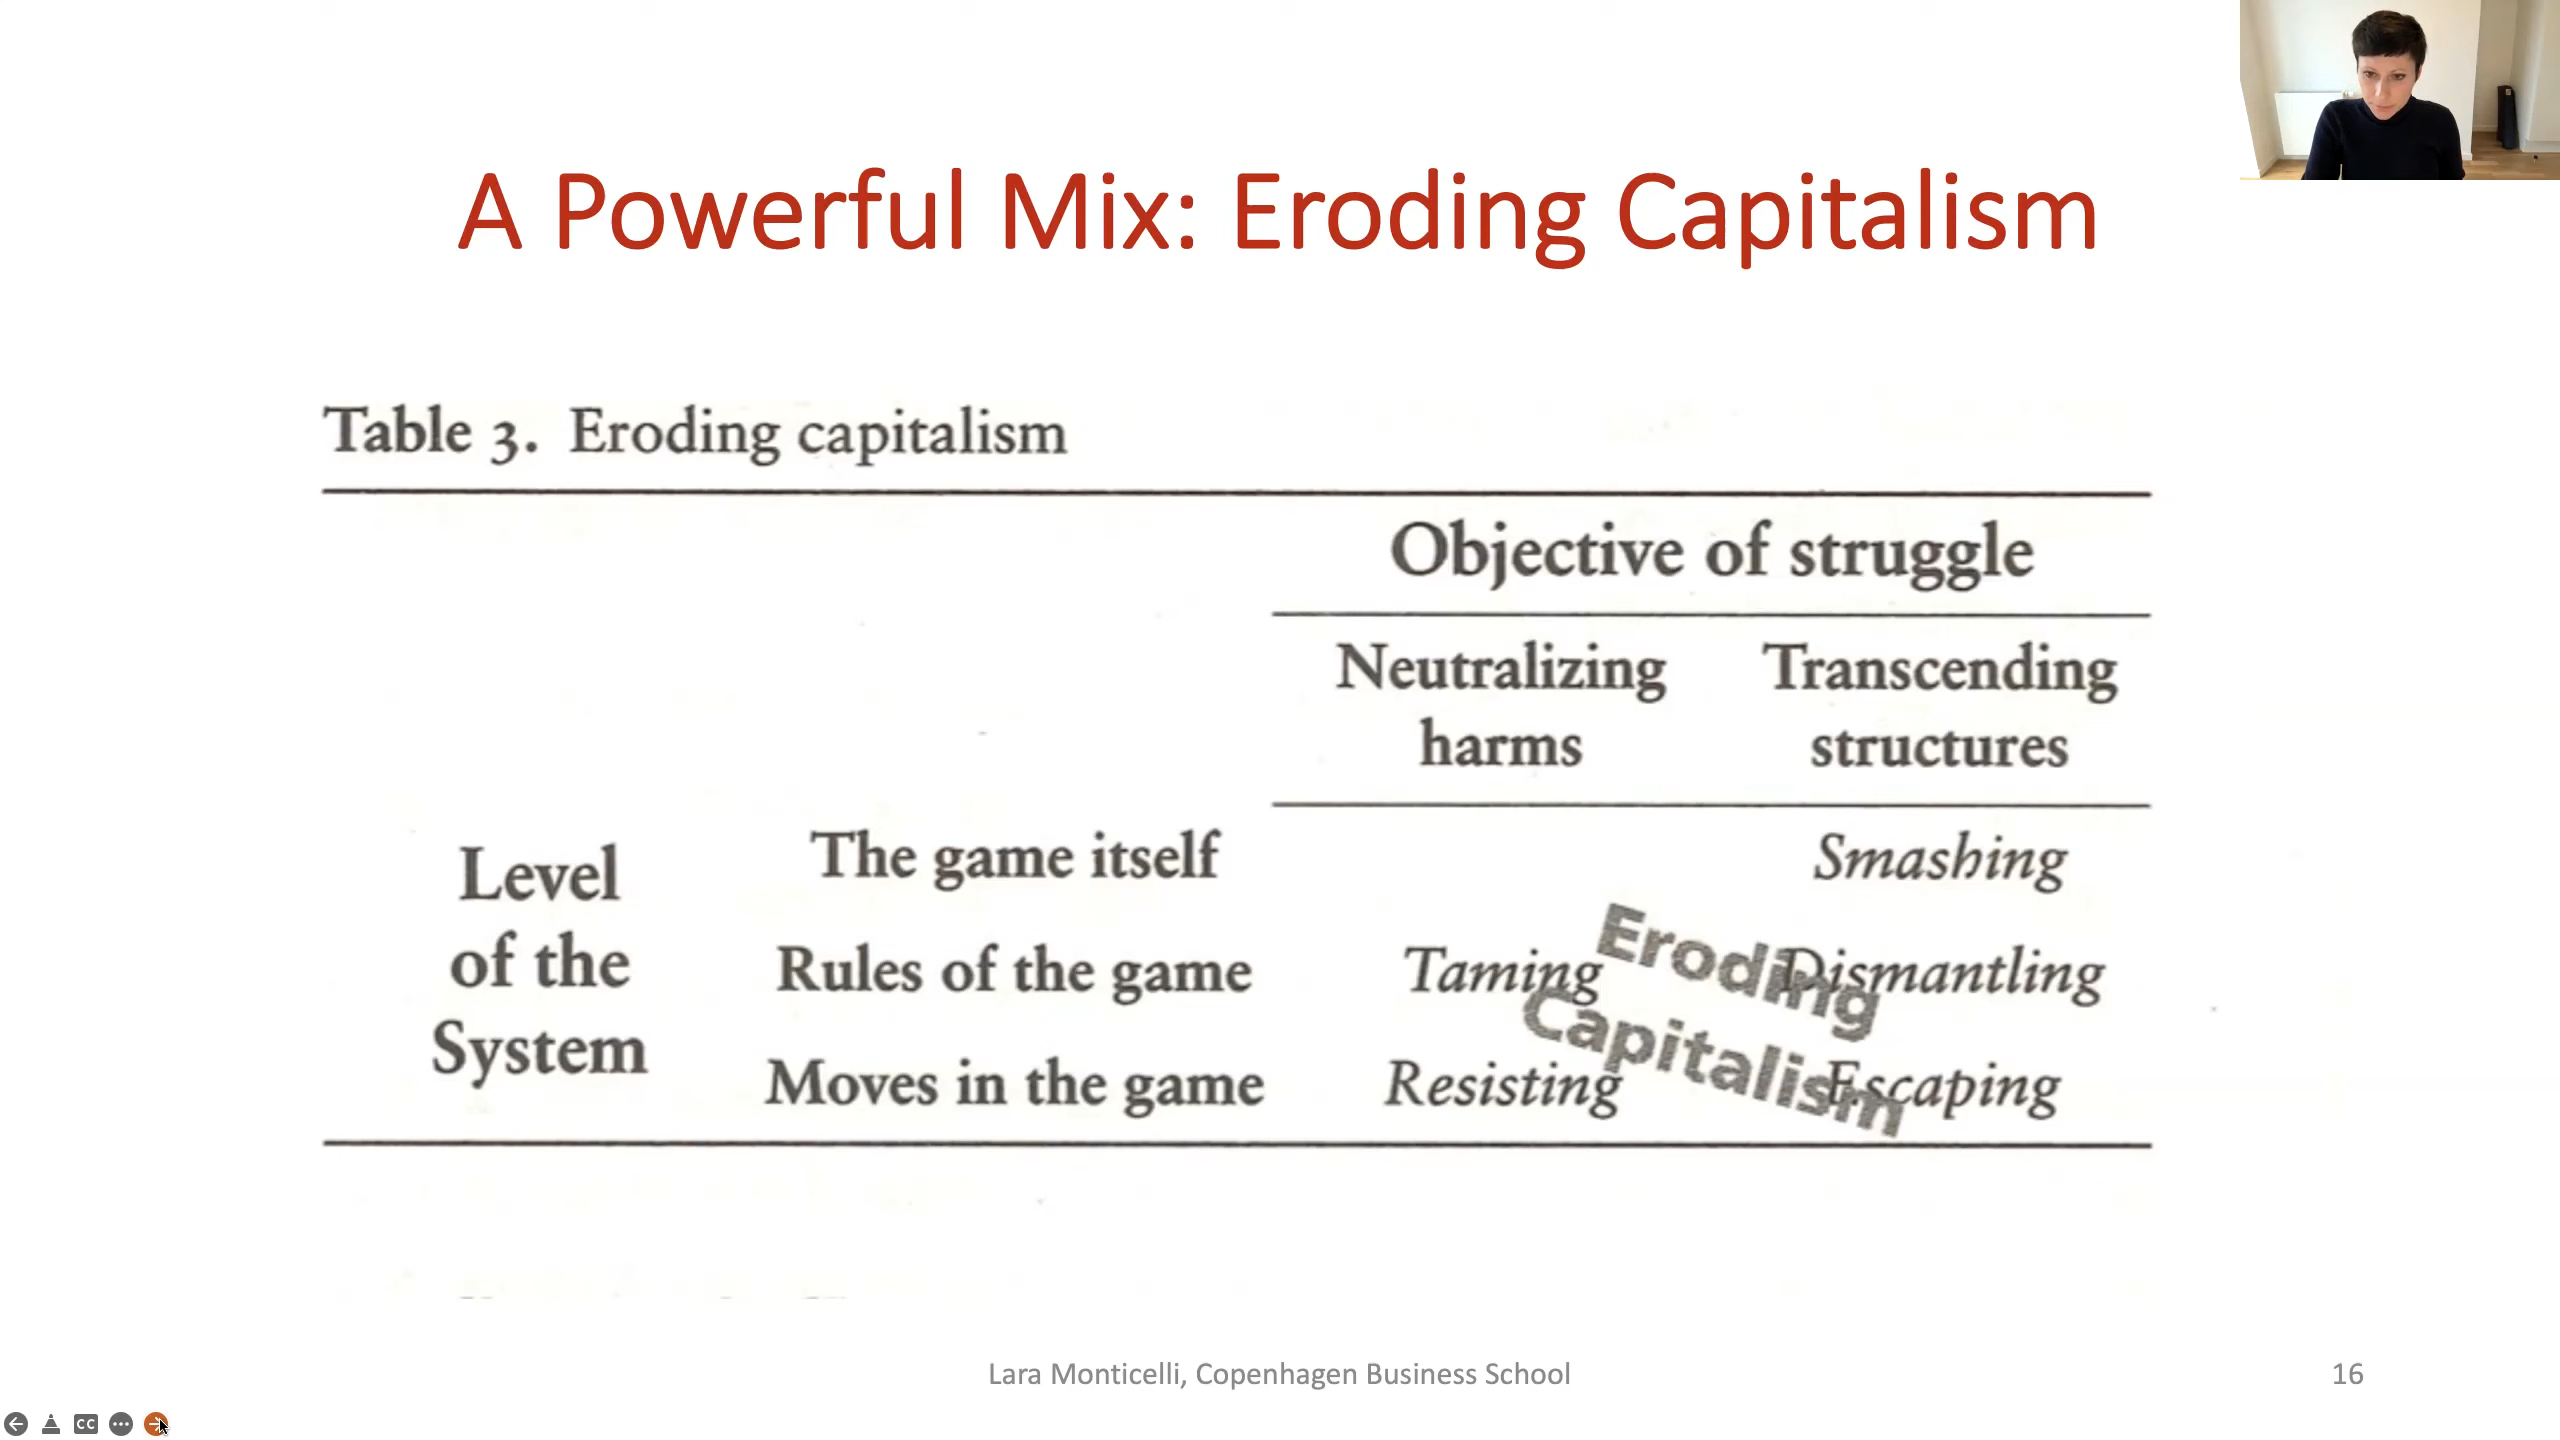 A Powerful Mix: Eroding Capitalism
Table 3. Eroding capitalism
Objective of struggle
Neutralizing harms
Transcending structures
Level of the System
The game itself
Smashing
Rules of the game
Taming
Dismantling
Moves in the game
Resisting
Escaping
Eroding
Capitalism
Lara Monticelli, Copenhagen Business School
16
CC